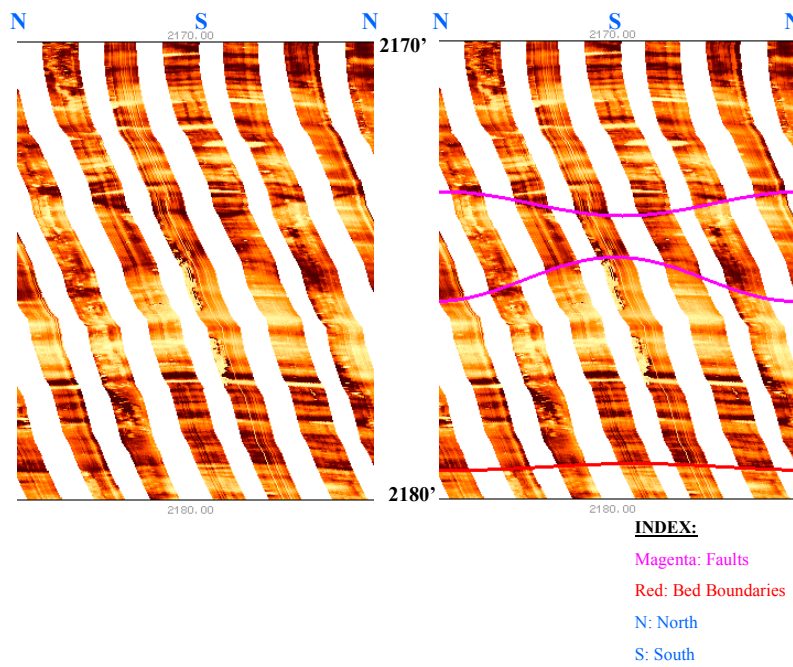 N S N N S N
2170.00 2170.00
2170’
2180’
2180.00 2180.00
INDEX:
Magenta: Faults
Red: Bed Boundaries
N: North
S: South